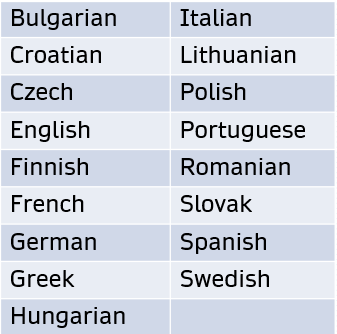 Bulgarian Italian
Croatian Lithuanian
Czech Polish
English Portuguese
Finnish Romanian
French Slovak
German Spanish
Greek Swedish
Hungarian